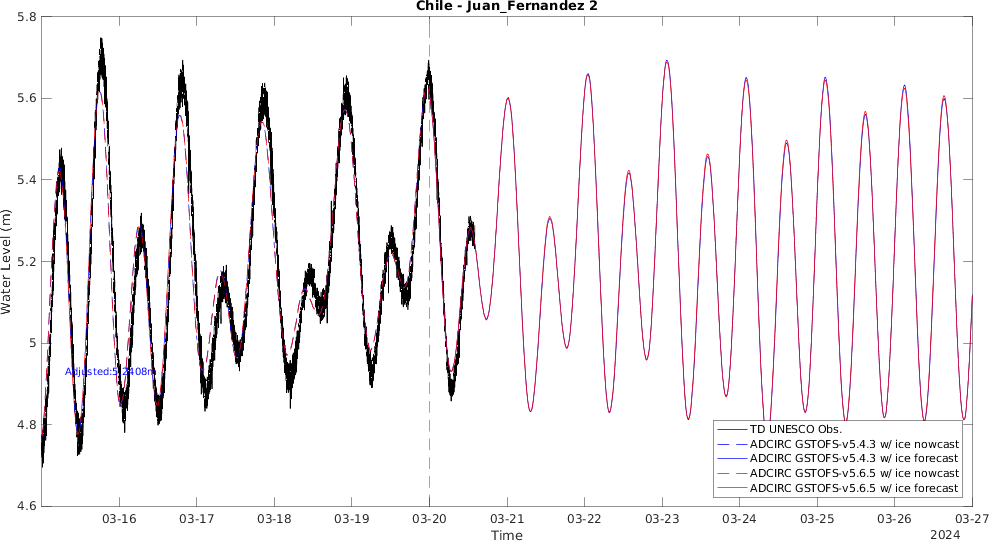 Chile - Juan_Fernandez 2
5.8
5.6
5.4
5.2
5
4.8
4.6
Water Level (m)
Adjusted:5.2408m
TD UNESCO Obs.
ADCIRC GSTOFS-v5.4.3 w/ ice nowcast
ADCIRC GSTOFS-v5.4.3 w/ ice forecast
ADCIRC GSTOFS-v5.6.5 w/ ice nowcast
ADCIRC GSTOFS-v5.6.5 w/ ice forecast
03-16 03-17 03-18 03-19 03-20 03-21 03-22 03-23 03-24 03-25 03-26 03-27
Time
2024